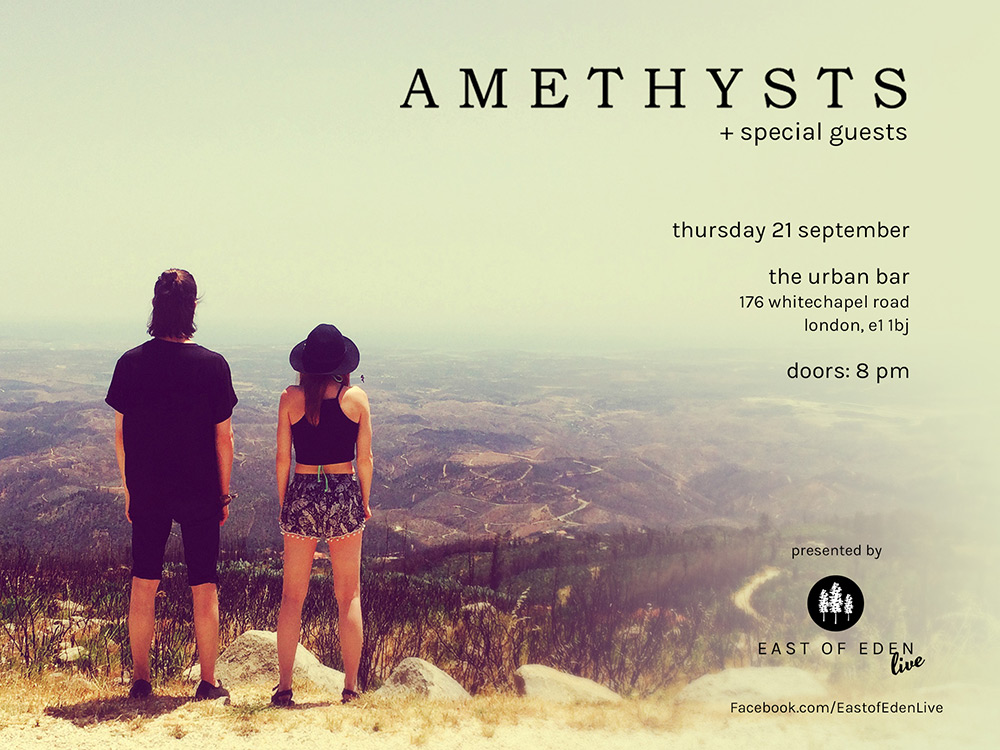 AMETHYSTS
+ special guests
thursday 21 september
the urban bar
176 whitechapel road
london, e1 1bj
doors: 8 pm
presented by
EAST OF EDEN
live
Facebook.com/EastofEdenLive